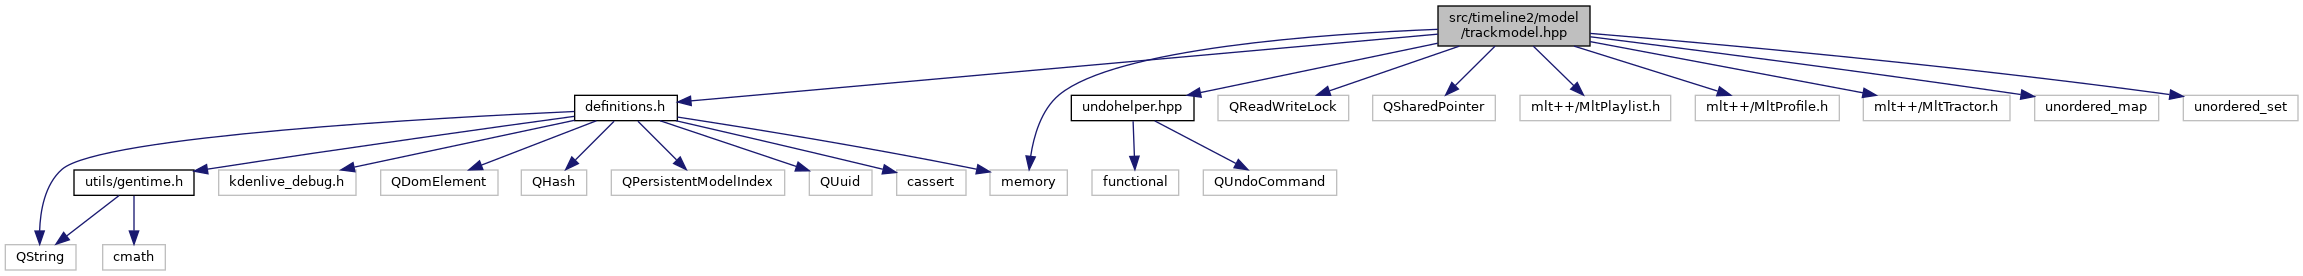 src/timeline2/model
/trackmodel.hpp
definitions.h
undohelper.hpp
QReadWriteLock
QSharedPointer
mlt++/MltPlaylist.h
mlt++/MltProfile.h
mlt++/MltTractor.h
unordered_map
unordered_set
utils/gentime.h
kdenlive_debug.h
QDomElement
QHash
QPersistentModelIndex
QUuid
cassert
memory
functional
QUndoCommand
QString
cmath